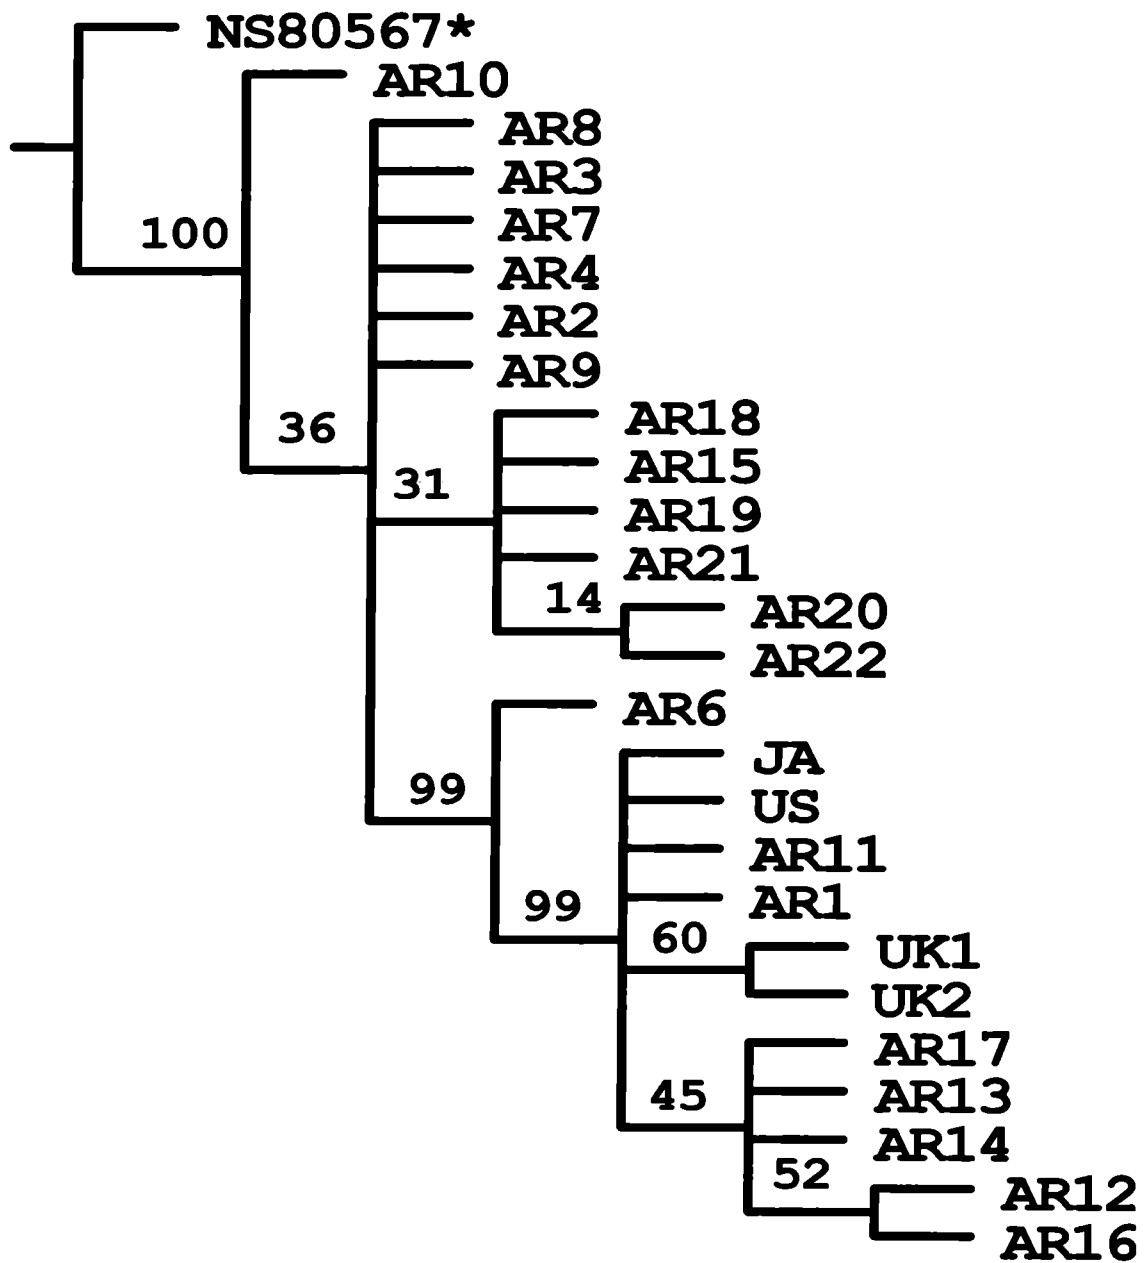 NS80567*
AR10
AR8
AR3
AR7
100
AR4
AR2
AR9
AR18
36
AR15
31
AR19
AR21
14
AR20
AR22
AR6
JA
99
US
AR11
AR1
99
60
UK1
UK2
AR17
45
AR13
AR14
52
AR12
AR16